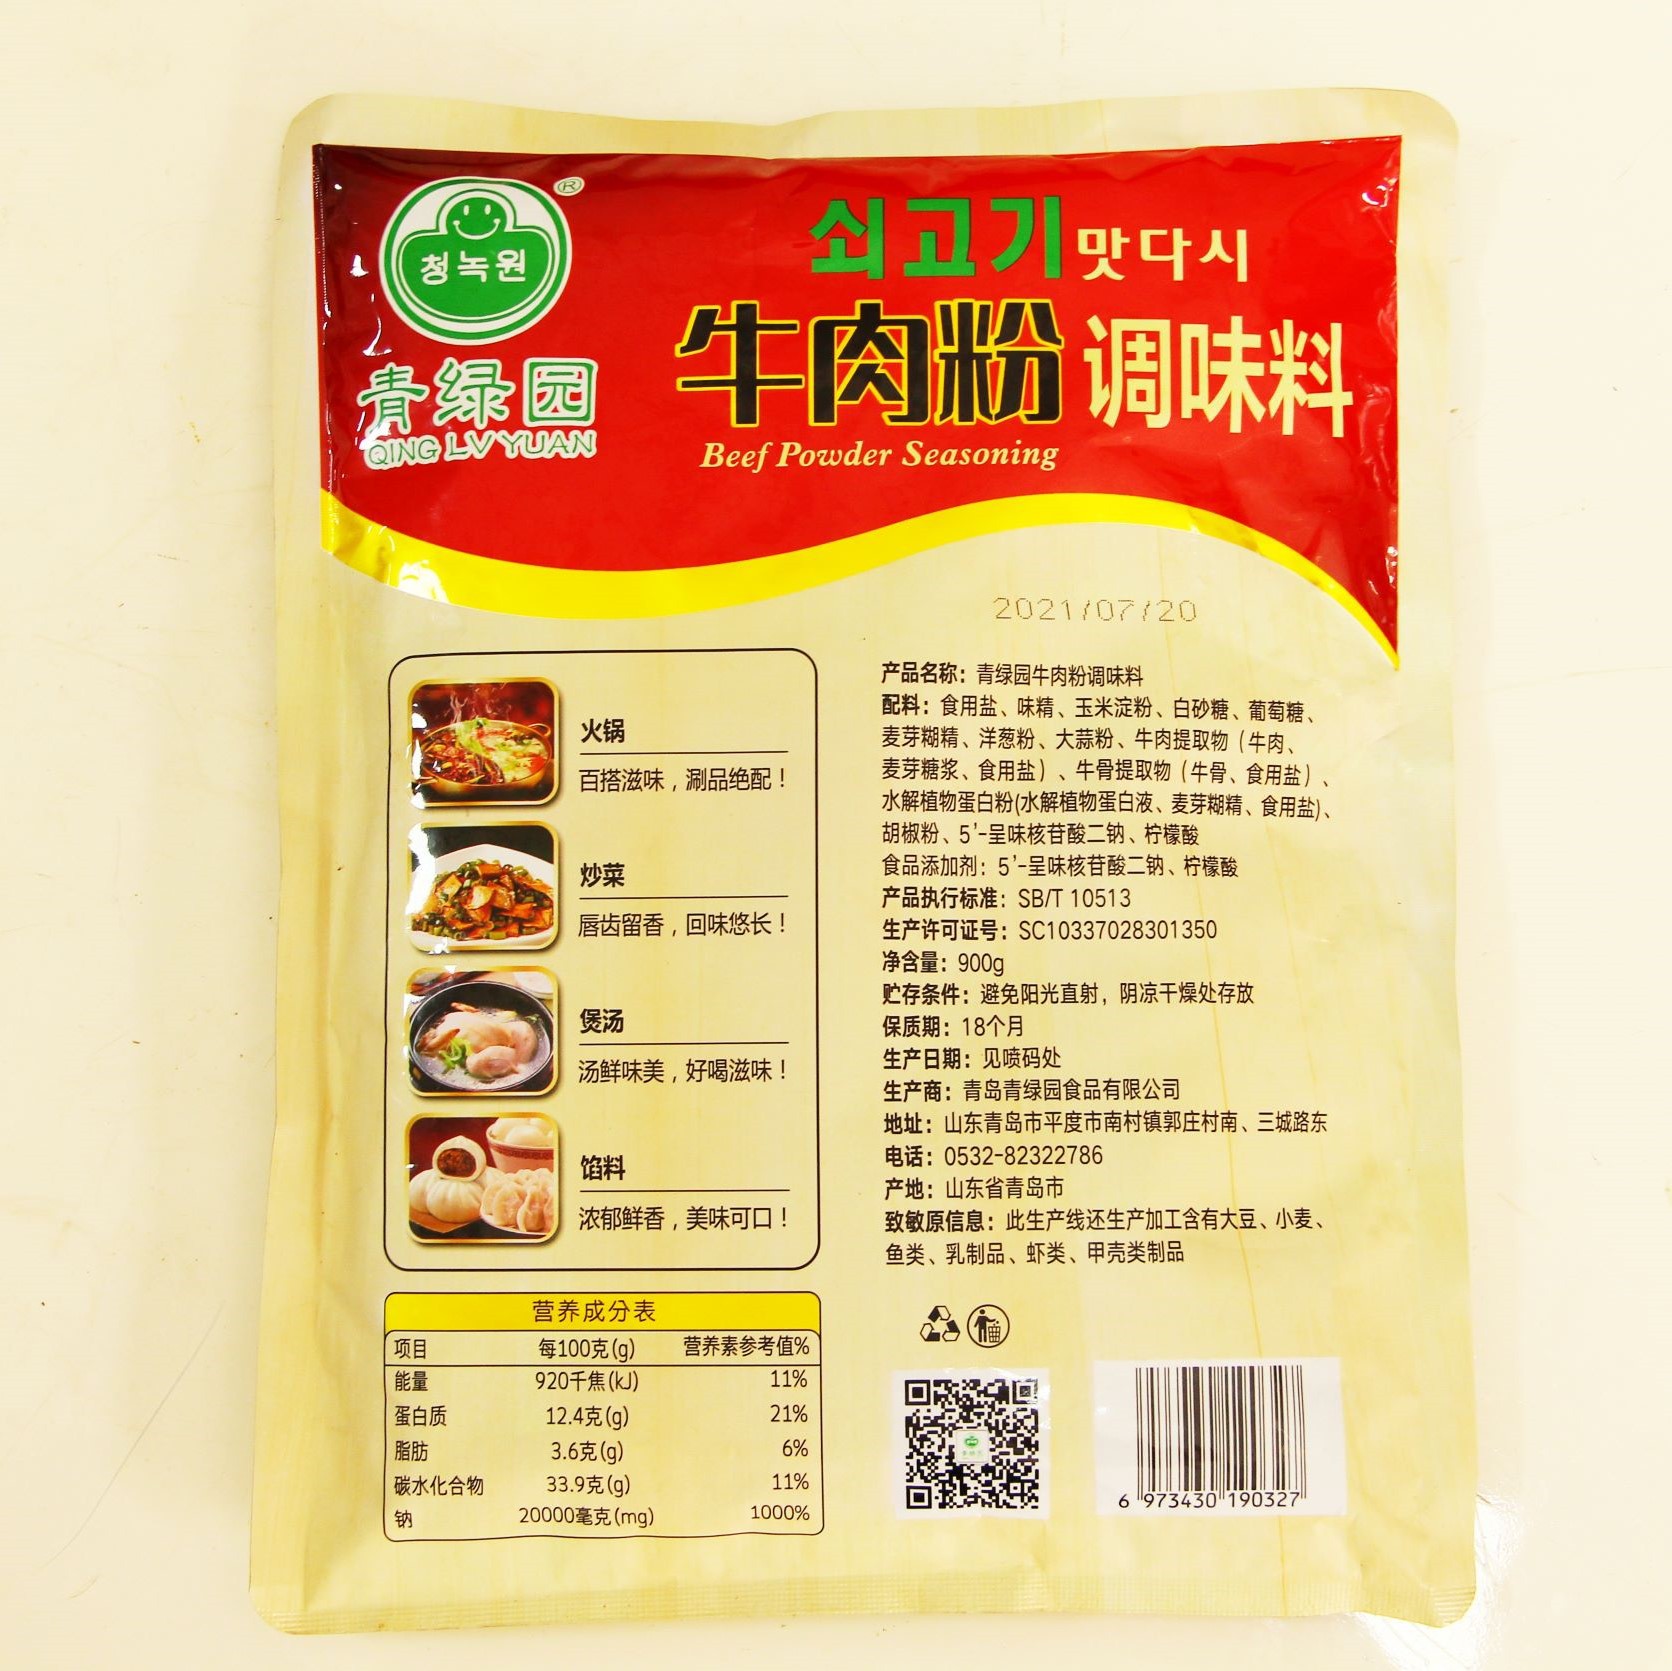 청녹원
®
青绿园
QING LV YUAN
쇠고기맛다시
牛肉粉调味料
Beef Powder Seasoning
2021/07/20
火锅
百搭滋味，涮品绝配！
炒菜
唇齿留香，回味悠长！
煲汤
汤鲜味美，好喝滋味！
馅料
浓郁鲜香，美味可口！
营养成分表
项目 每100克(g) 营养素参考值%
能量 920千焦(kJ) 11%
蛋白质 12.4克(g) 21%
脂肪 3.6克(g) 6%
碳水化合物 33.9克(g) 11%
钠 20000毫克(mg) 1000%
产品名称：青绿园牛肉粉调味料
配料：食用盐、味精、玉米淀粉、白砂糖、葡萄糖、
麦芽糊精、洋葱粉、大蒜粉、牛肉提取物（牛肉、
麦芽糖浆、食用盐）、牛骨提取物（牛骨、食用盐）、
水解植物蛋白粉(水解植物蛋白液、麦芽糊精、食用盐)、
胡椒粉、5’-呈味核苷酸二钠、柠檬酸
食品添加剂：5’-呈味核苷酸二钠、柠檬酸
产品执行标准：SB/T 10513
生产许可证号：SC10337028301350
净含量：900g
贮存条件：避免阳光直射，阴凉干燥处存放
保质期：18个月
生产日期：见喷码处
生产商：青岛青绿园食品有限公司
地址：山东青岛市平度市南村镇郭庄村南、三城路东
电话：0532-82322786
产地：山东省青岛市
致敏原信息：此生产线还生产加工含有大豆、小麦、
鱼类、乳制品、虾类、甲壳类制品
6 973430 190327